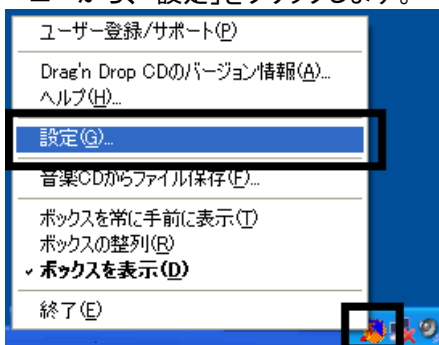 ューから、「設定」をクリックします。
ユーザー登録/サポート(P)
Drag'n Drop CDのバージョン情報(A)...
ヘルプ(H)...
設定(G)...
音楽CDからファイル保存(F)...
ボックスを常に手前に表示(T)
ボックスの整列(R)
ボックスを表示(D)
終了(E)